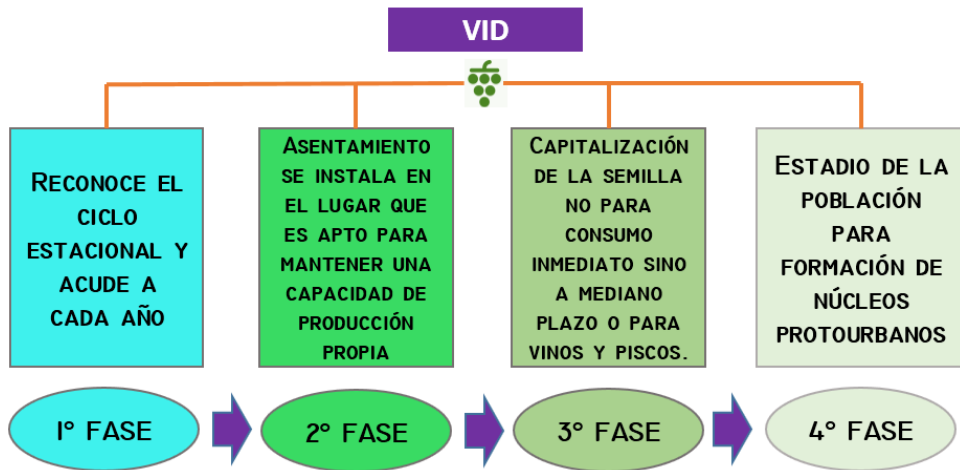 VID
RECONOCE EL
CICLO
ESTACIONAL Y
ACUDE A
CADA AÑO
ASENTAMIENTO
SE INSTALA EN
EL LUGAR QUE
ES APTO PARA
MANTENER UNA
CAPACIDAD DE
PRODUCCIÓN
PROPIA
CAPITALIZACIÓN
DE LA SEMILLA
NO PARA
CONSUMO
INMEDIATO SINO
A MEDIANO
PLAZO O PARA
VINOS Y PISCOS.
ESTADIO DE LA
POBLACIÓN
PARA
FORMACIÓN DE
NÚCLEOS
PROTOURBANOS
1° FASE
2° FASE
3° FASE
4° FASE